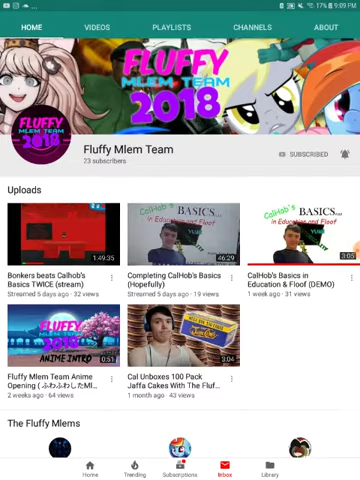 17% 9:09 PM
HOME VIDEOS PLAYLISTS CHANNELS ABOUT
FLUFFY
MLEM TEAM
2018
FLUFFY
MLEM TEAM
2018
Fluffy Mlem Team
23 subscribers
SUBSCRIBED
Uploads
1:49:35
CalHob's
BASICS...
in Education and Floof
YUM
46:29
CalHob's
BASICS...
in Education and Floof
YUM
3:05
Bonkers beats Calhob's
Basics TWICE (stream)
Streamed 5 days ago · 32 views
Completing CalHob's Basics
(Hopefully)
Streamed 5 days ago · 19 views
CalHob's Basics in
Education & Floof (DEMO)
1 week ago · 31 views
FLUFFY
MLEM TEAM
ANIME INTRO
0:51
3:04
Fluffy Mlem Team Anime
Opening ( ふわふわしたMl...
2 weeks ago · 64 views
Cal Unboxes 100 Pack
Jaffa Cakes With The Fluf...
1 month ago · 43 views
The Fluffy Mlems
Home Trending Subscriptions Inbox Library